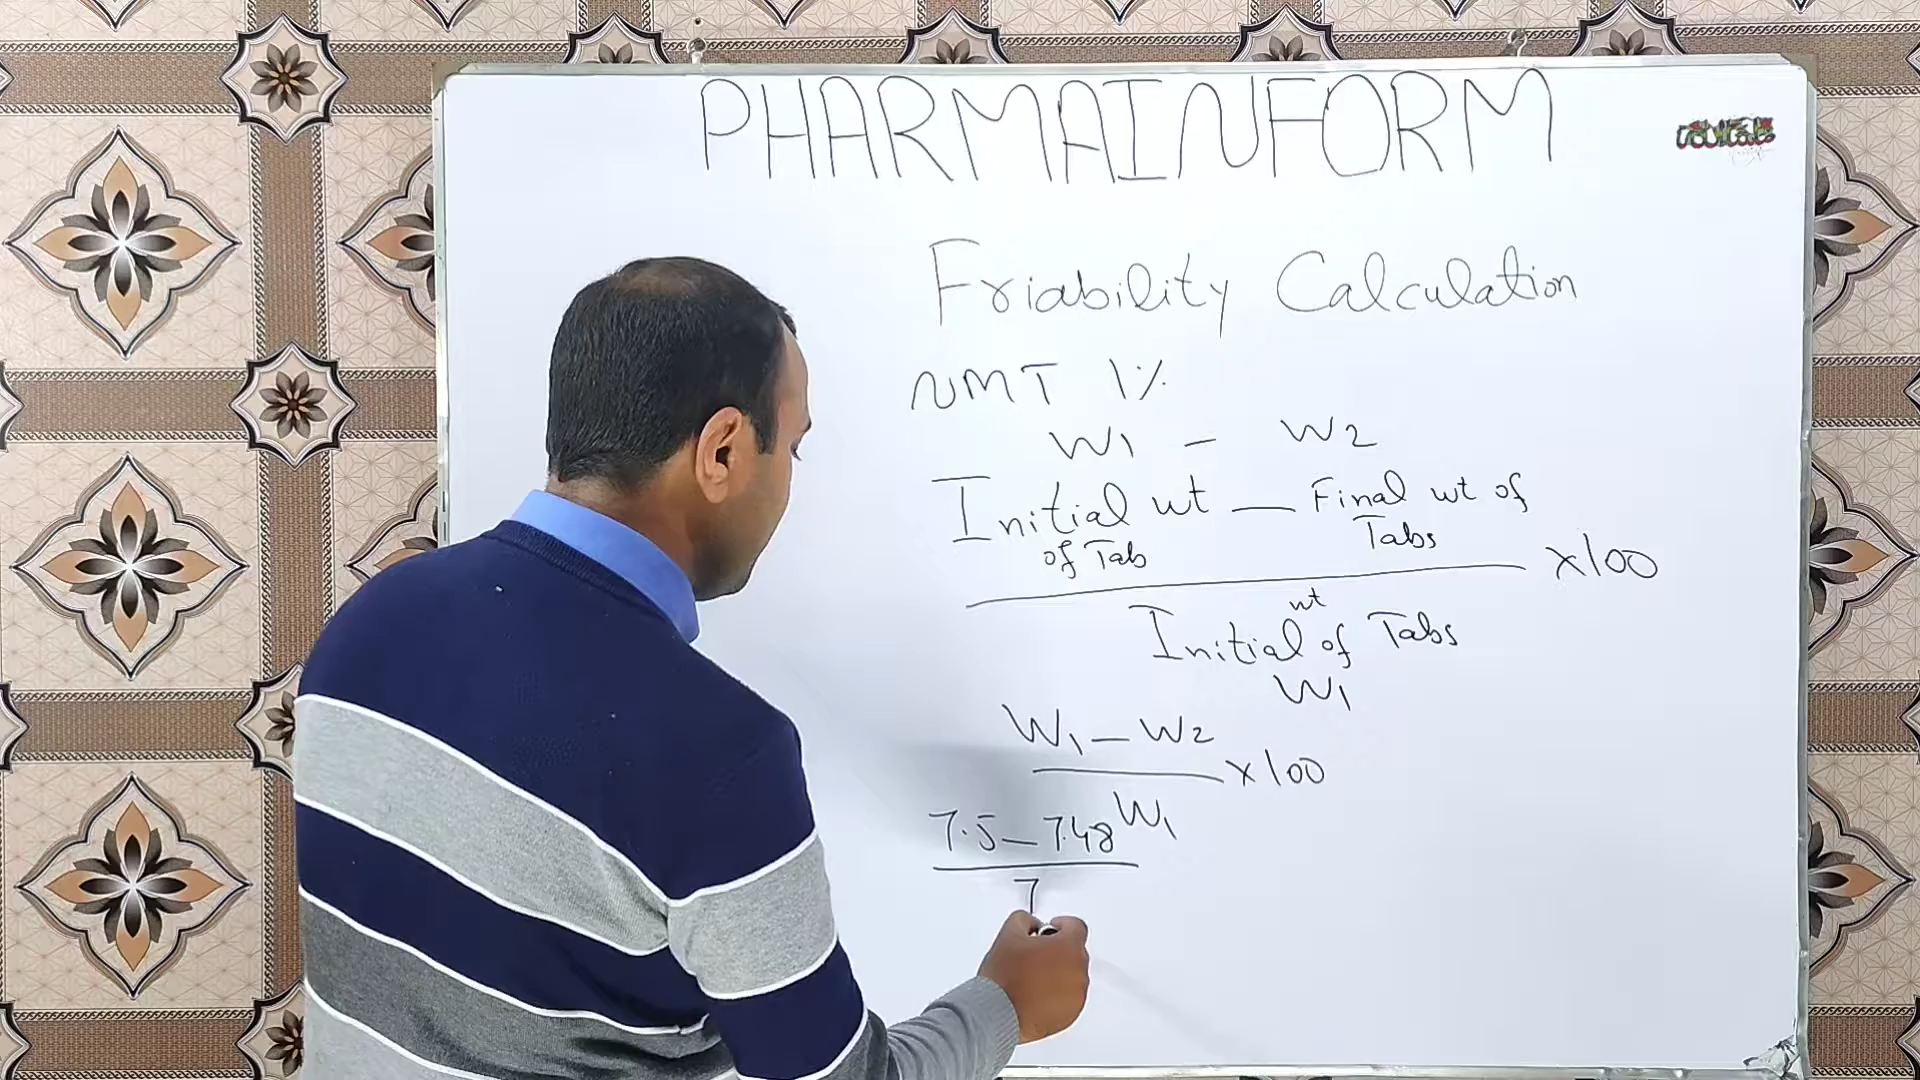 PHARMAINFORM
Friability Calculation
NMT 1%
W1 - W2
Initial wt of Tab — Final wt of Tabs
x100
Initial wt of Tabs
W1
W1 - W2
x100
W1
7.5 - 7.48
7